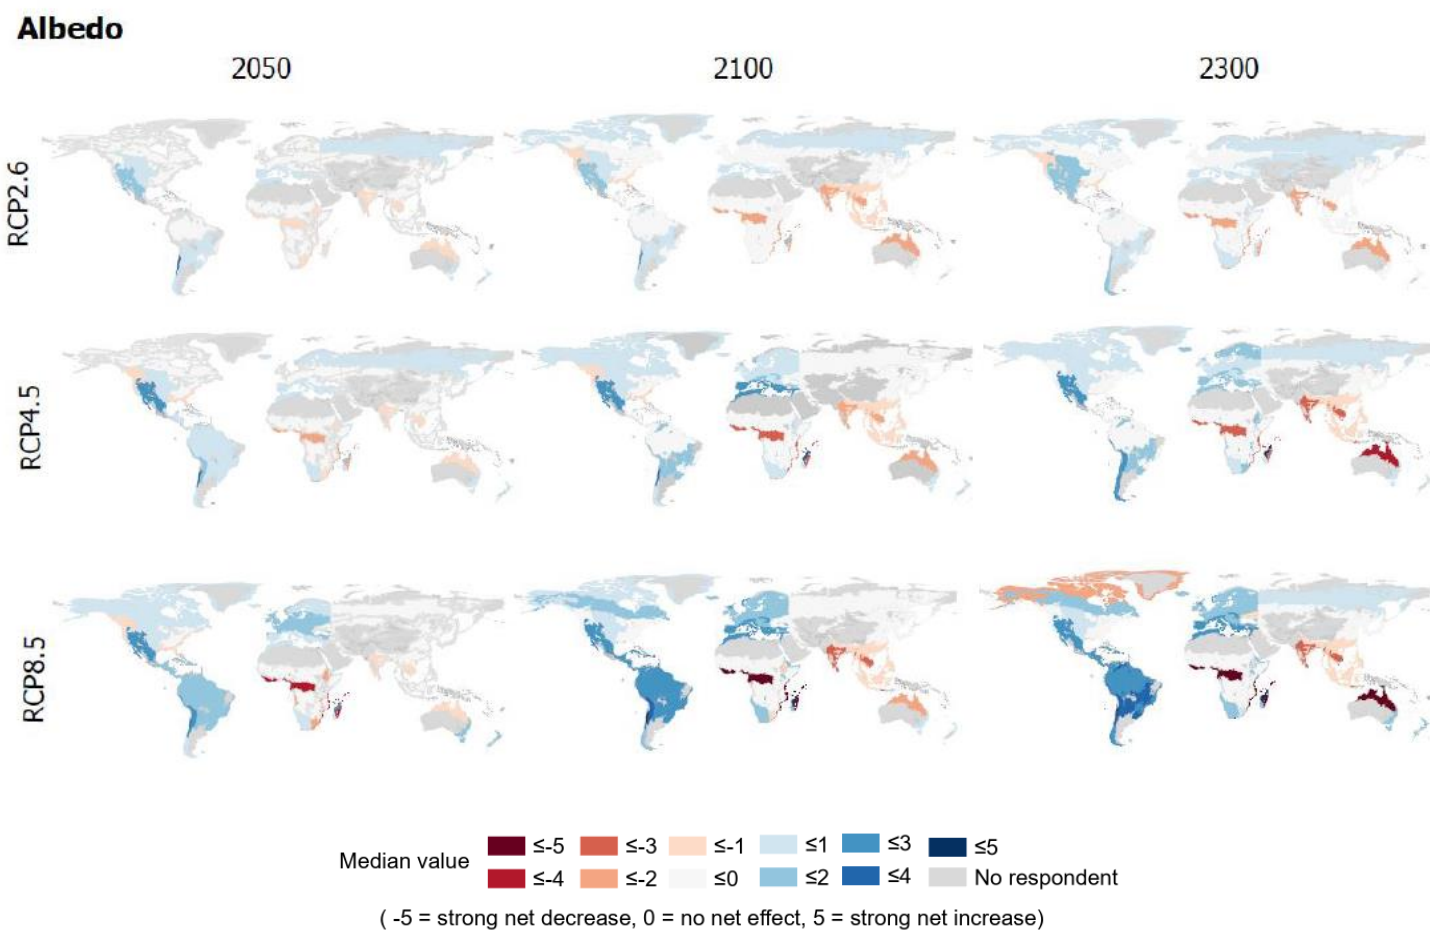 Albedo
2050 2100 2300
RCP2.6
RCP4.5
RCP8.5
Median value ≤-5 ≤-3 ≤-1 ≤1 ≤3 ≤5
≤-4 ≤-2 ≤0 ≤2 ≤4 No respondent
( -5 = strong net decrease, 0 = no net effect, 5 = strong net increase)